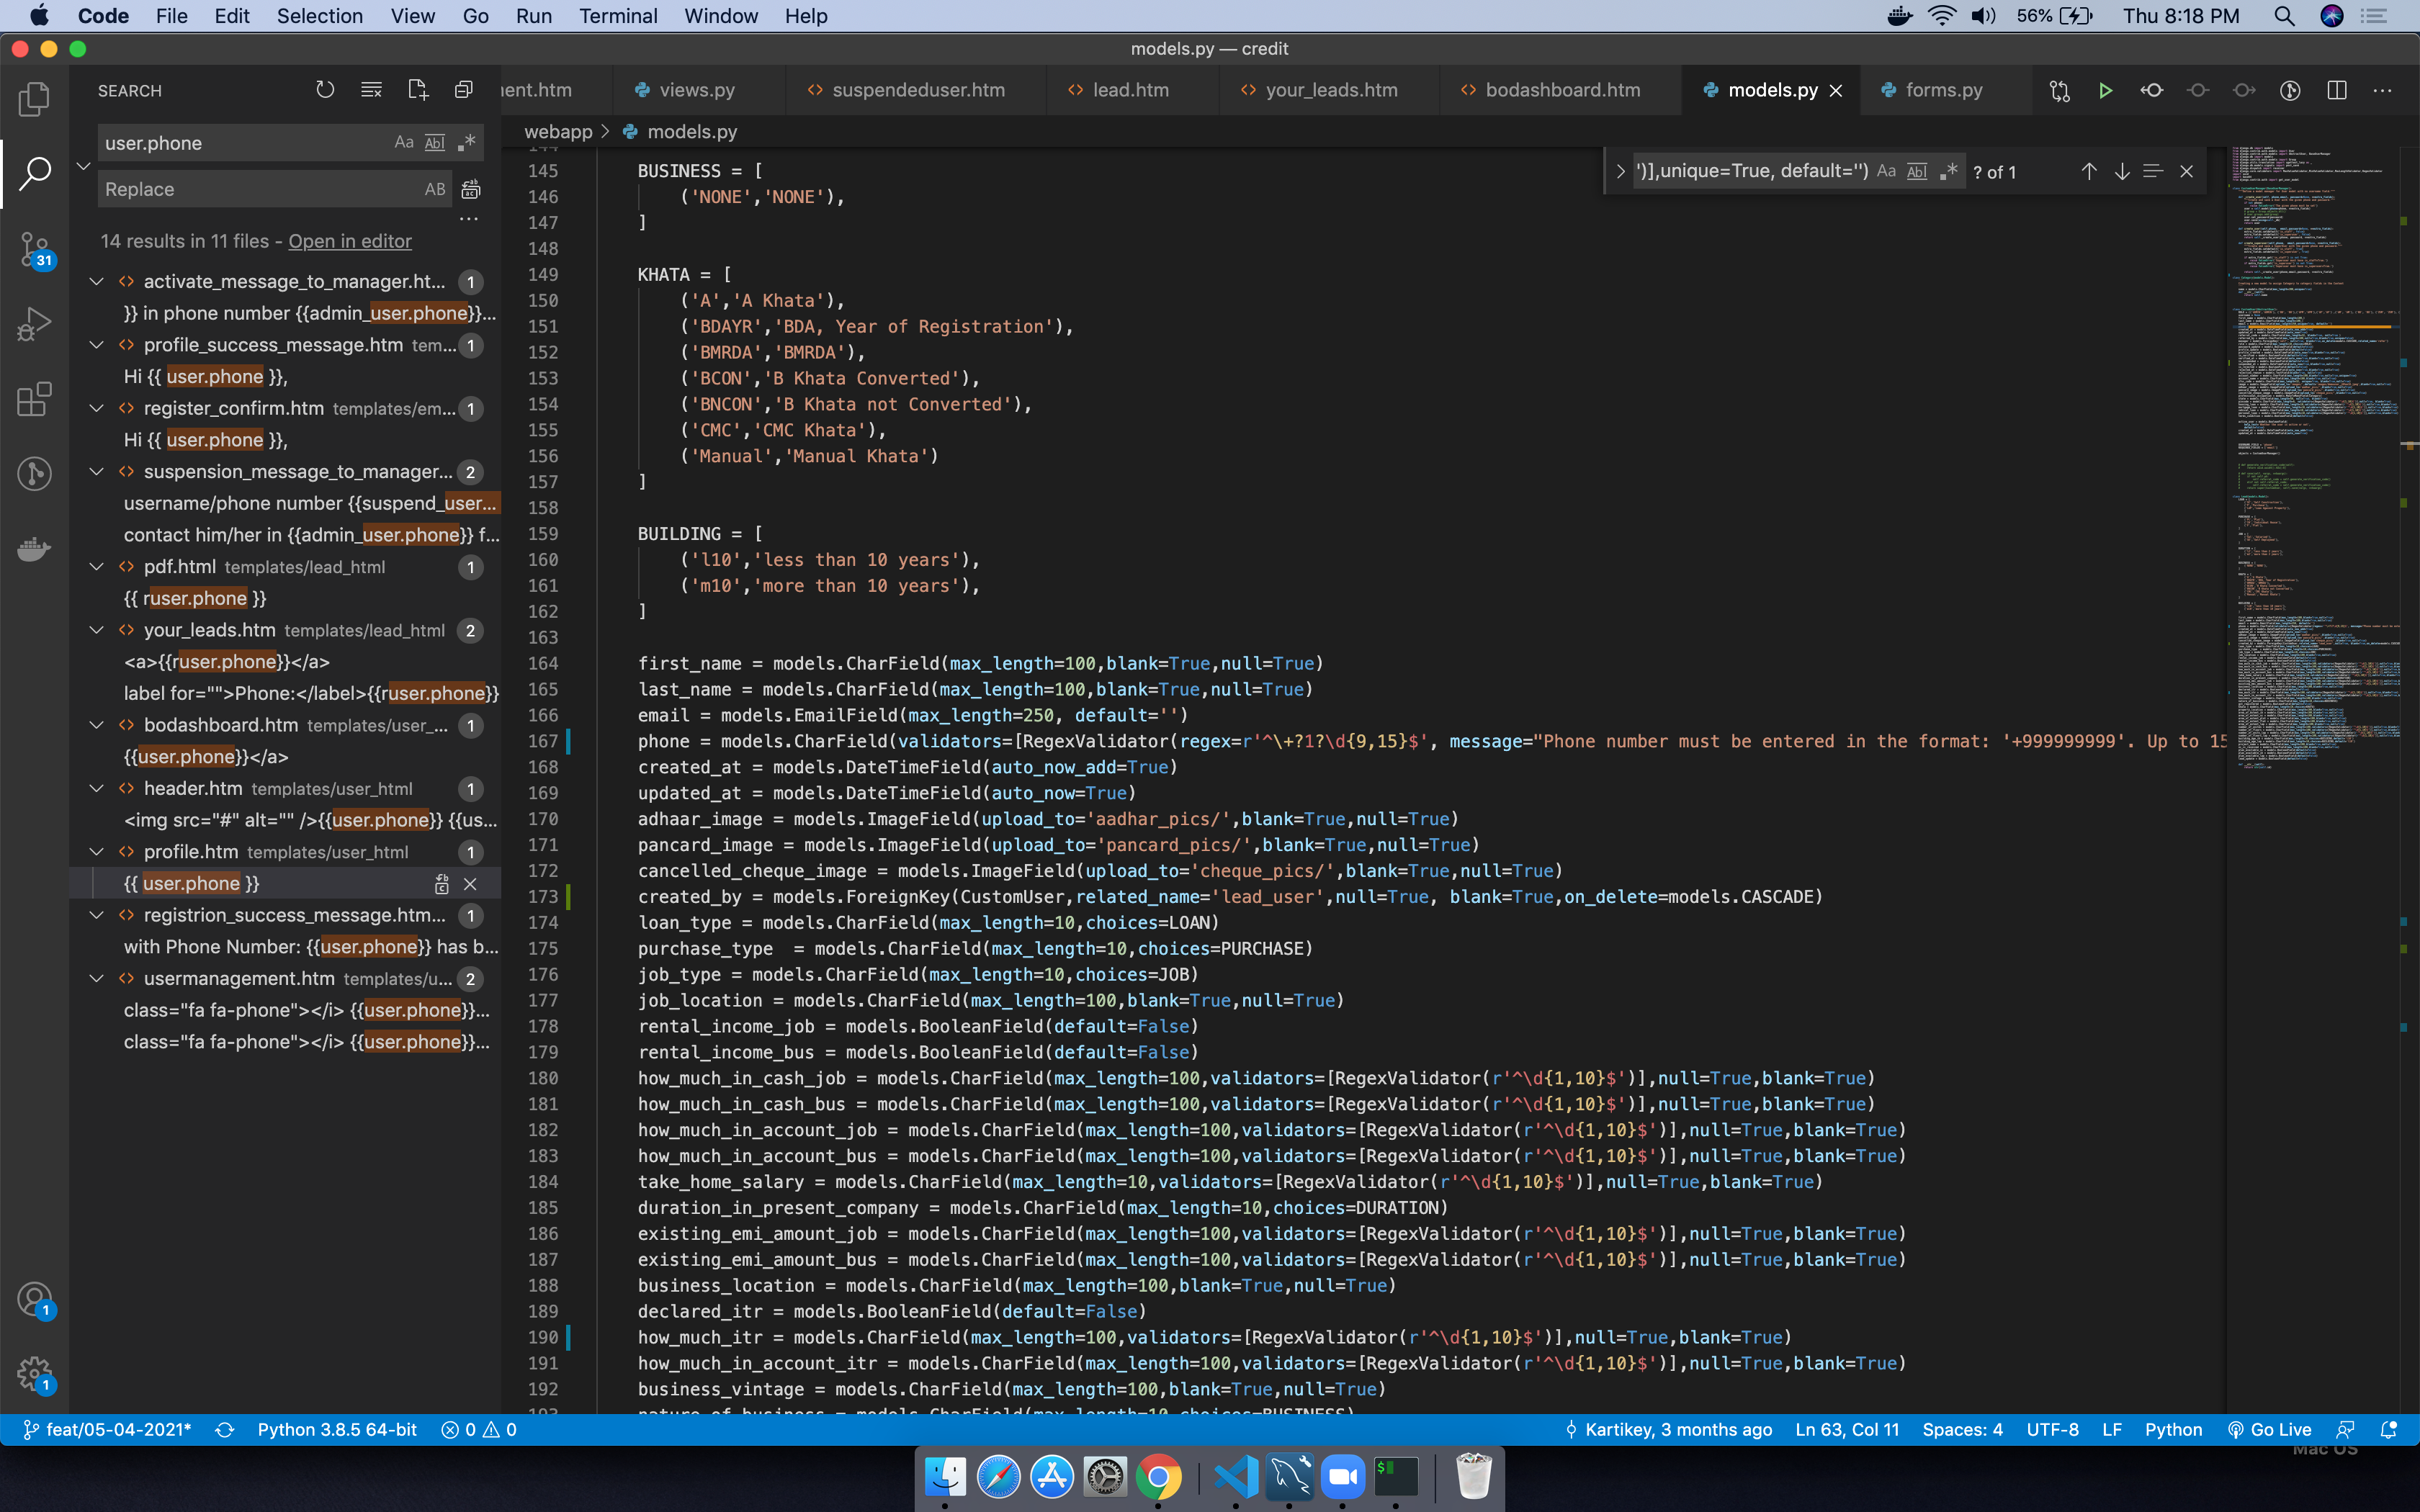 Code File Edit Selection View Go Run Terminal Window Help
56% Thu 8:18 PM
models.py — credit
SEARCH
ent.htm views.py suspendeduser.htm lead.htm your_leads.htm bodashboard.htm models.py forms.py
webapp > models.py
user.phone
Aa Abl .*
Replace
AB
...
14 results in 11 files - Open in editor
31
activate_message_to_manager.ht... 1
}} in phone number {{admin_user.phone}}...
profile_success_message.htm tem... 1
Hi {{ user.phone }},
register_confirm.htm templates/em... 1
Hi {{ user.phone }},
suspension_message_to_manager... 2
username/phone number {{suspend_user...
contact him/her in {{admin_user.phone}} f...
pdf.html templates/lead_html 1
{{ ruser.phone }}
your_leads.htm templates/lead_html 2
<a>{{ruser.phone}}</a>
label for="">Phone:</label>{{ruser.phone}}
bodashboard.htm templates/user_... 1
{{user.phone}}</a>
header.htm templates/user_html 1
<img src="#" alt="" />{{user.phone}} {{us...
profile.htm templates/user_html 1
{{ user.phone }}
registrion_success_message.htm... 1
with Phone Number: {{user.phone}} has b...
usermanagement.htm templates/u... 2
class="fa fa-phone"></i> {{user.phone}}...
class="fa fa-phone"></i> {{user.phone}}...
1
1
')],unique=True, default='') Aa Abl .* ? of 1
144
145 BUSINESS = [
146 ('NONE','NONE'),
147 ]
148
149 KHATA = [
150 ('A','A Khata'),
151 ('BDAYR','BDA, Year of Registration'),
152 ('BMRDA','BMRDA'),
153 ('BCON','B Khata Converted'),
154 ('BNCON','B Khata not Converted'),
155 ('CMC','CMC Khata'),
156 ('Manual','Manual Khata')
157 ]
158
159 BUILDING = [
160 ('l10','less than 10 years'),
161 ('m10','more than 10 years'),
162 ]
163
164 first_name = models.CharField(max_length=100,blank=True,null=True)
165 last_name = models.CharField(max_length=100,blank=True,null=True)
166 email = models.EmailField(max_length=250, default='')
167 phone = models.CharField(validators=[RegexValidator(regex=r'^\+?1?\d{9,15}$', message="Phone number must be entered in the format: '+999999999'. Up to 15
168 created_at = models.DateTimeField(auto_now_add=True)
169 updated_at = models.DateTimeField(auto_now=True)
170 adhaar_image = models.ImageField(upload_to='aadhar_pics/',blank=True,null=True)
171 pancard_image = models.ImageField(upload_to='pancard_pics/',blank=True,null=True)
172 cancelled_cheque_image = models.ImageField(upload_to='cheque_pics/',blank=True,null=True)
173 created_by = models.ForeignKey(CustomUser,related_name='lead_user',null=True, blank=True,on_delete=models.CASCADE)
174 loan_type = models.CharField(max_length=10,choices=LOAN)
175 purchase_type  = models.CharField(max_length=10,choices=PURCHASE)
176 job_type = models.CharField(max_length=10,choices=JOB)
177 job_location = models.CharField(max_length=100,blank=True,null=True)
178 rental_income_job = models.BooleanField(default=False)
179 rental_income_bus = models.BooleanField(default=False)
180 how_much_in_cash_job = models.CharField(max_length=100,validators=[RegexValidator(r'^\d{1,10}$')],null=True,blank=True)
181 how_much_in_cash_bus = models.CharField(max_length=100,validators=[RegexValidator(r'^\d{1,10}$')],null=True,blank=True)
182 how_much_in_account_job = models.CharField(max_length=100,validators=[RegexValidator(r'^\d{1,10}$')],null=True,blank=True)
183 how_much_in_account_bus = models.CharField(max_length=100,validators=[RegexValidator(r'^\d{1,10}$')],null=True,blank=True)
184 take_home_salary = models.CharField(max_length=10,validators=[RegexValidator(r'^\d{1,10}$')],null=True,blank=True)
185 duration_in_present_company = models.CharField(max_length=10,choices=DURATION)
186 existing_emi_amount_job = models.CharField(max_length=100,validators=[RegexValidator(r'^\d{1,10}$')],null=True,blank=True)
187 existing_emi_amount_bus = models.CharField(max_length=100,validators=[RegexValidator(r'^\d{1,10}$')],null=True,blank=True)
188 business_location = models.CharField(max_length=100,blank=True,null=True)
189 declared_itr = models.BooleanField(default=False)
190 how_much_itr = models.CharField(max_length=100,validators=[RegexValidator(r'^\d{1,10}$')],null=True,blank=True)
191 how_much_in_account_itr = models.CharField(max_length=100,validators=[RegexValidator(r'^\d{1,10}$')],null=True,blank=True)
192 business_vintage = models.CharField(max_length=100,blank=True,null=True)
193 nature_of_business = models.CharField(max_length=10,choices=BUSINESS)
feat/05-04-2021* Python 3.8.5 64-bit 0 0 Kartikey, 3 months ago Ln 63, Col 11 Spaces: 4 UTF-8 LF Python Go Live
Mac OS
$